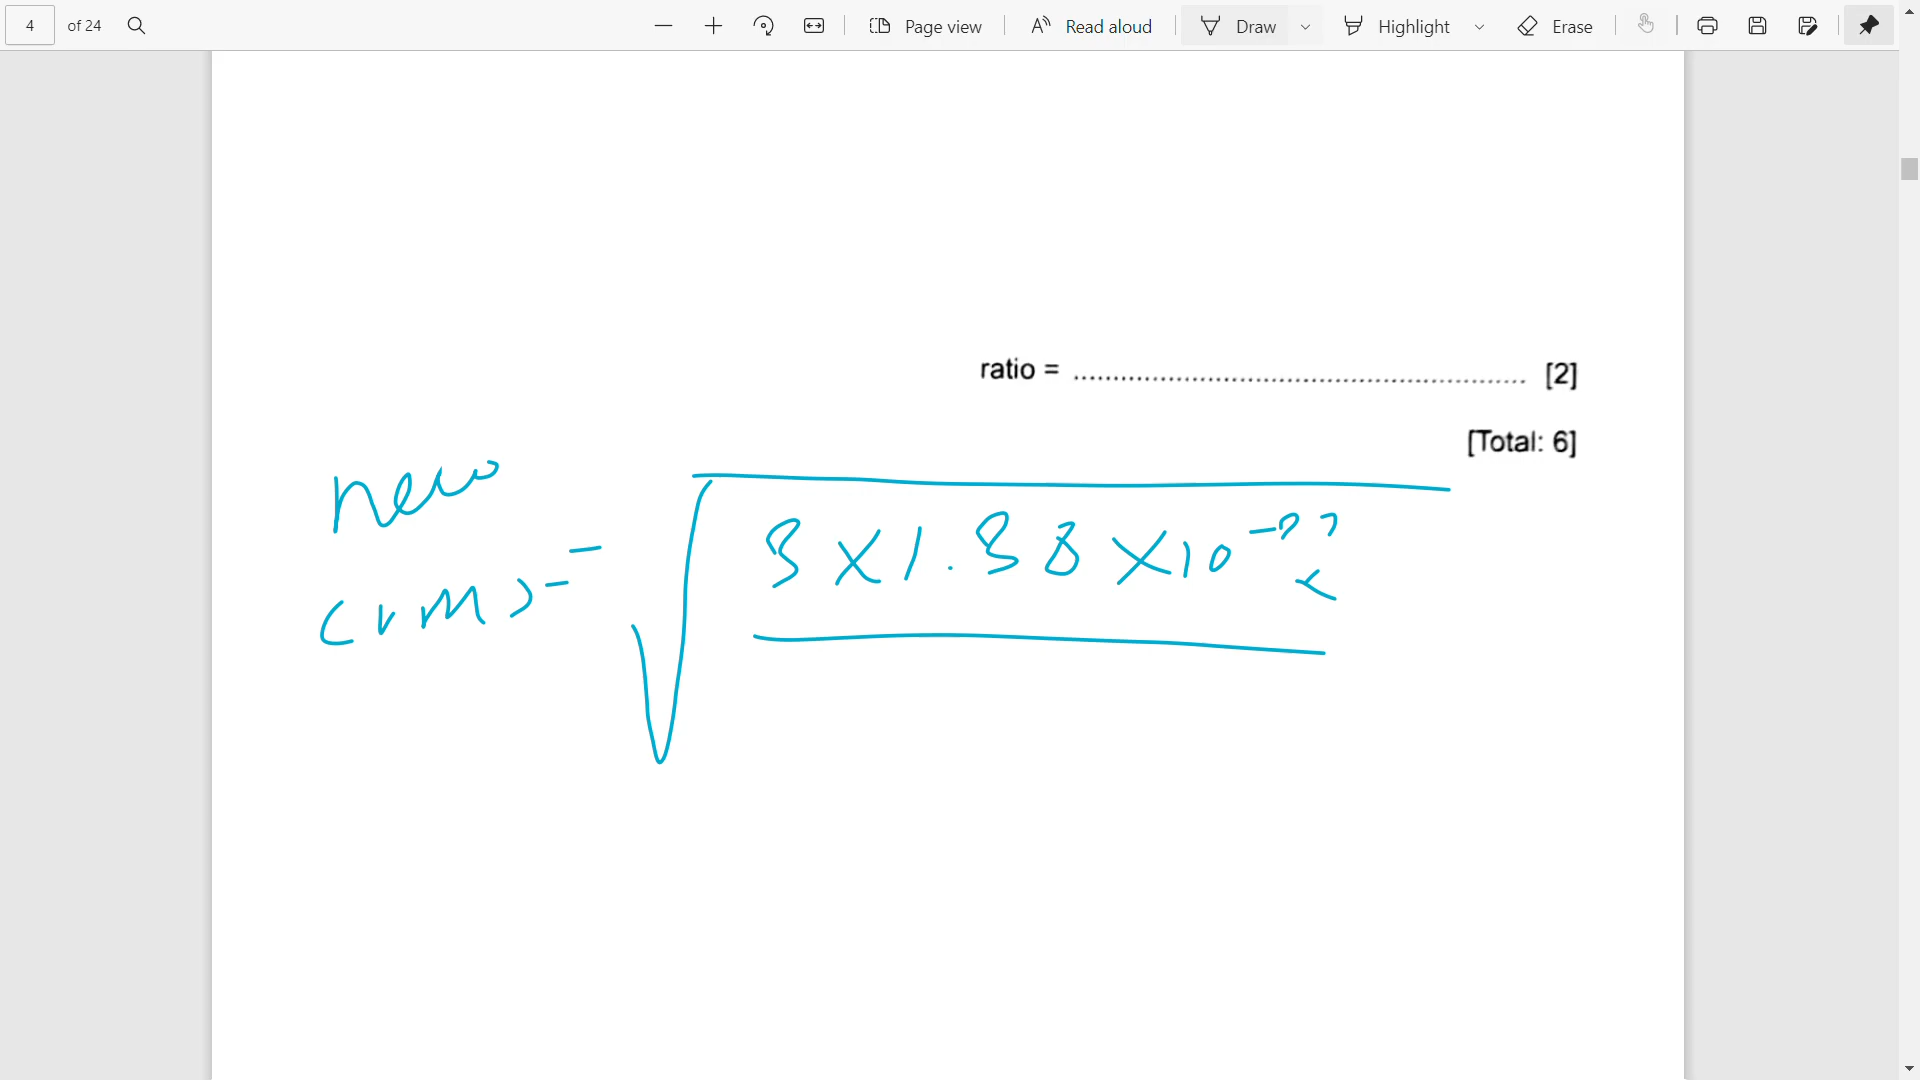 4 of 24 Page view Read aloud Draw Highlight Erase
ratio = ........................................................ [2]
[Total: 6]
new
crms =
√ 3 × 1.38 × 10